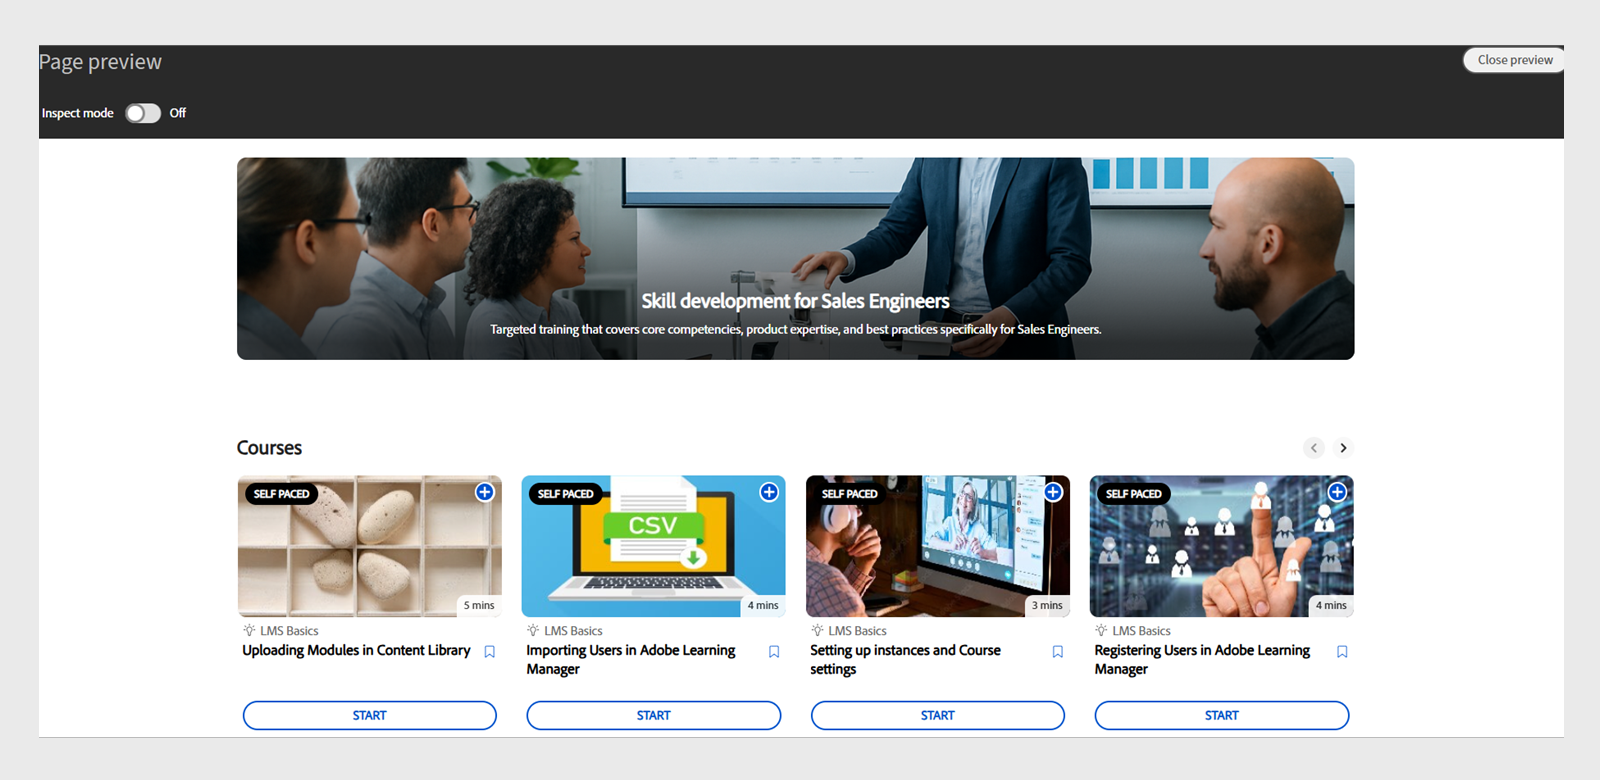 Page preview
Close preview
Inspect mode Off
Skill development for Sales Engineers
Targeted training that covers core competencies, product expertise, and best practices specifically for Sales Engineers.
Courses
SELF PACED
5 mins
LMS Basics
Uploading Modules in Content Library
START
SELF PACED
CSV
4 mins
LMS Basics
Importing Users in Adobe Learning
Manager
START
SELF PACED
3 mins
LMS Basics
Setting up instances and Course
settings
START
SELF PACED
4 mins
LMS Basics
Registering Users in Adobe Learning
Manager
START